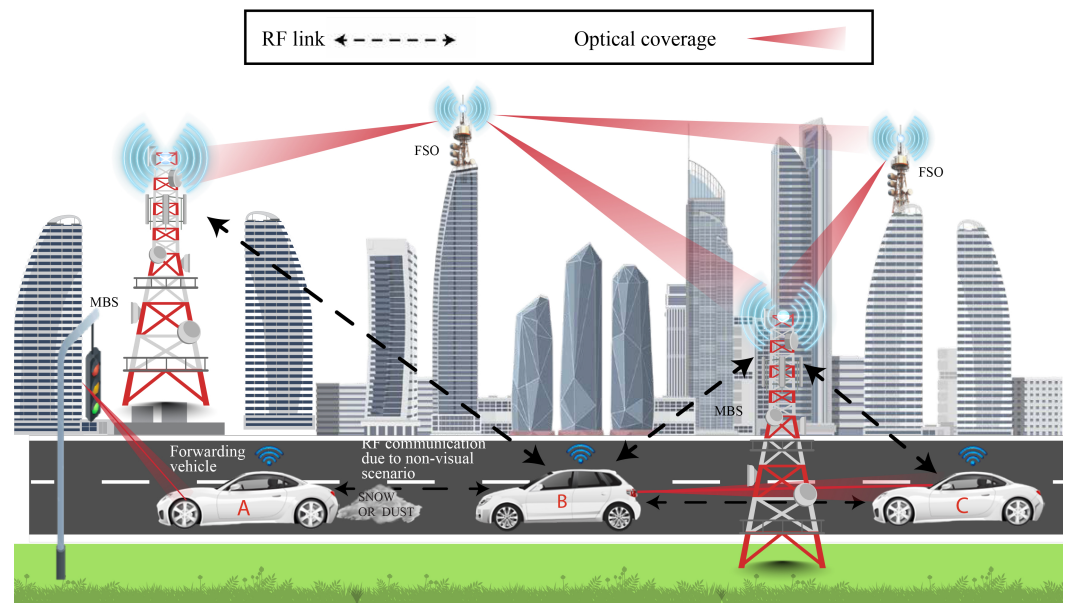 RF link
Optical coverage
FSO
FSO
MBS
MBS
Forwarding
vehicle
RF communication
due to non-visual
scenario
SNOW
OR DUST
A
B
C